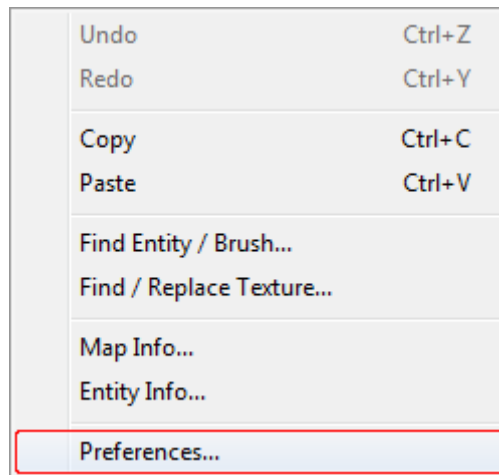 Undo Ctrl+Z
Redo Ctrl+Y
Copy Ctrl+C
Paste Ctrl+V
Find Entity / Brush...
Find / Replace Texture...
Map Info...
Entity Info...
Preferences...